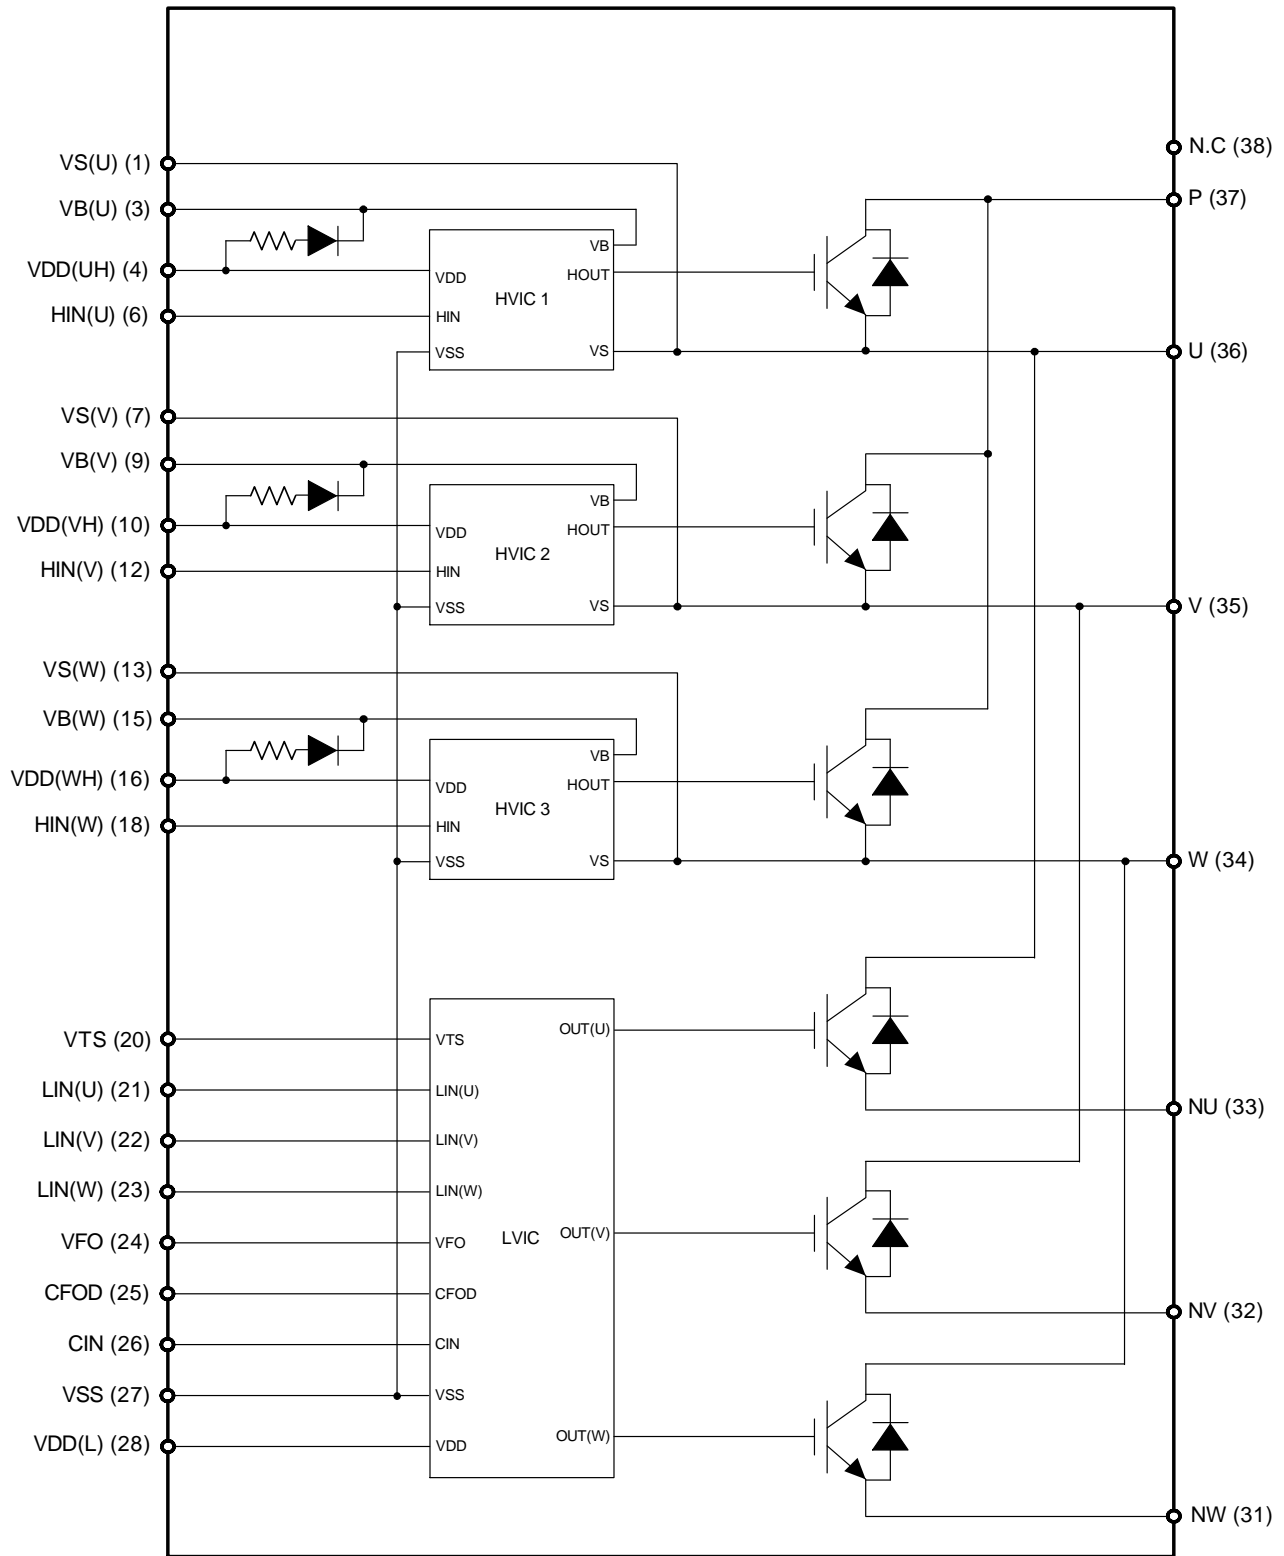 VS(U) (1)
VB(U) (3)
VDD(UH) (4)
HIN(U) (6)
VS(V) (7)
VB(V) (9)
VDD(VH) (10)
HIN(V) (12)
VS(W) (13)
VB(W) (15)
VDD(WH) (16)
HIN(W) (18)
VTS (20)
LIN(U) (21)
LIN(V) (22)
LIN(W) (23)
VFO (24)
CFOD (25)
CIN (26)
VSS (27)
VDD(L) (28)
VB
VDD
HOUT
HVIC 1
HIN
VSS
VS
VB
VDD
HOUT
HVIC 2
HIN
VSS
VS
VB
VDD
HOUT
HVIC 3
HIN
VSS
VS
VTS
OUT(U)
LIN(U)
LIN(V)
LIN(W)
VFO
LVIC
OUT(V)
CFOD
CIN
VSS
OUT(W)
VDD
N.C (38)
P (37)
U (36)
V (35)
W (34)
NU (33)
NV (32)
NW (31)